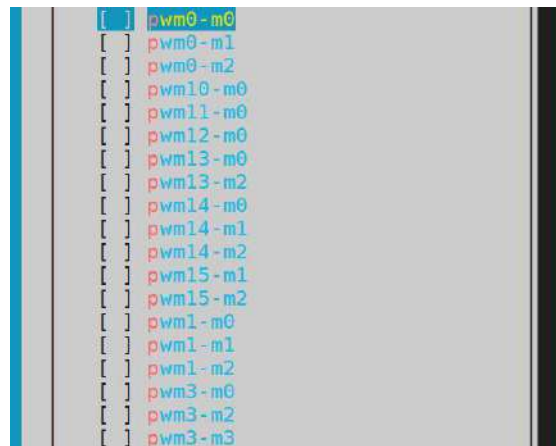 [ ] pwm0-m0
[ ] pwm0-m1
[ ] pwm0-m2
[ ] pwm10-m0
[ ] pwm11-m0
[ ] pwm12-m0
[ ] pwm13-m0
[ ] pwm13-m2
[ ] pwm14-m0
[ ] pwm14-m1
[ ] pwm14-m2
[ ] pwm15-m1
[ ] pwm15-m2
[ ] pwm1-m0
[ ] pwm1-m1
[ ] pwm1-m2
[ ] pwm3-m0
[ ] pwm3-m2
[ ] pwm3-m3